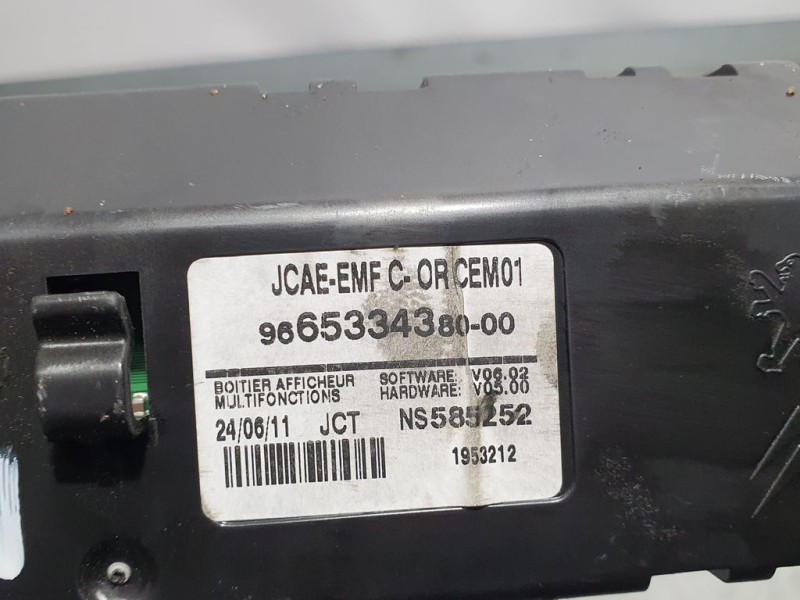 JCAE-EMF C- OR CEM01
9665334380-00
BOITIER AFFICHEUR SOFTWARE: V06.02
MULTIFONCTIONS HARDWARE: V05.00
24/06/11 JCT NS585252
1953212